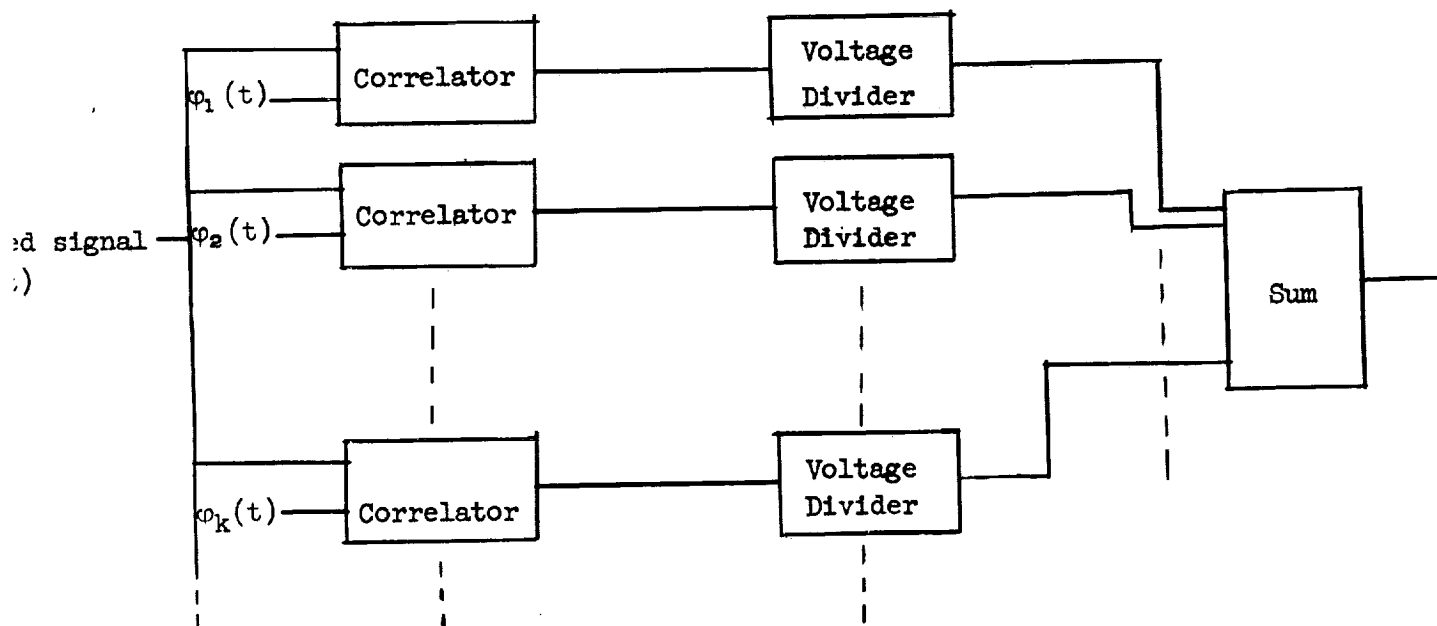 Correlator
Voltage
Divider
φ₁(t)
Correlator
Voltage
Divider
φ₂(t)
signal
Sum
Correlator
Voltage
Divider
φₖ(t)